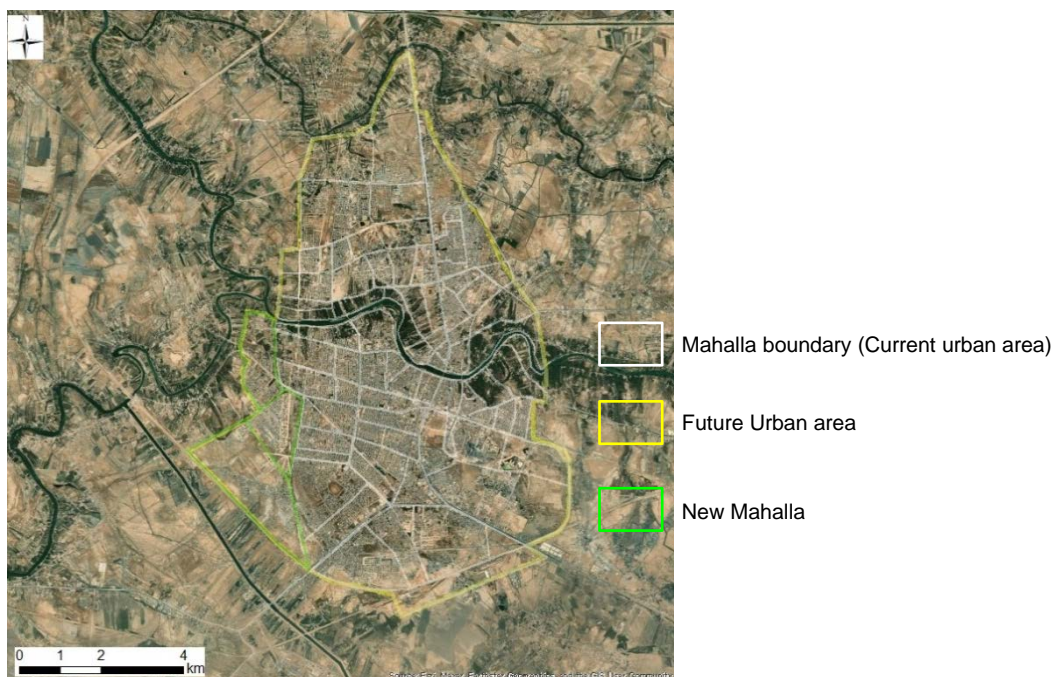 N
Mahalla boundary (Current urban area)
Future Urban area
New Mahalla
0 1 2 4
km